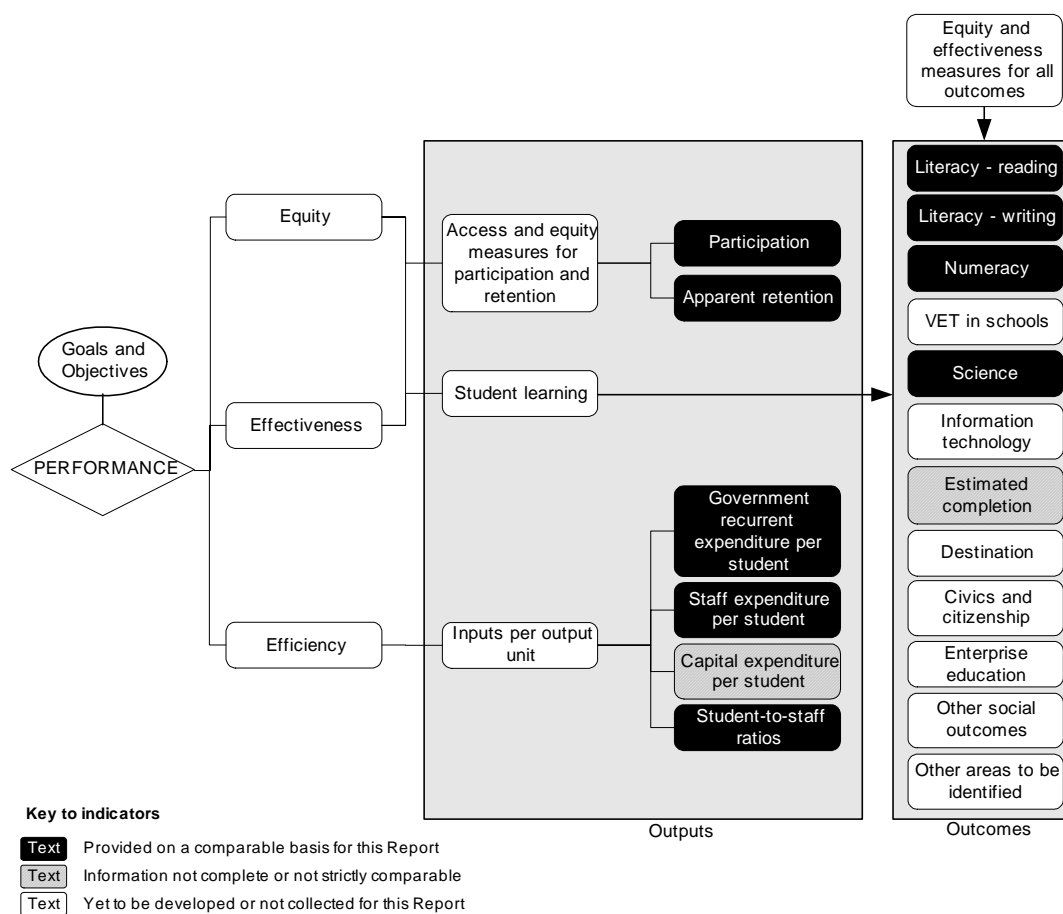 Equity and
effectiveness
measures for all
outcomes
Literacy - reading
Literacy - writing
Numeracy
VET in schools
Science
Information
technology
Estimated
completion
Destination
Civics and
citizenship
Enterprise
education
Other social
outcomes
Other areas to be
identified
Outcomes
Goals and
Objectives
PERFORMANCE
Equity
Effectiveness
Efficiency
Access and equity
measures for
participation and
retention
Student learning
Inputs per output
unit
Participation
Apparent retention
Government
recurrent
expenditure per
student
Staff expenditure
per student
Capital expenditure
per student
Student-to-staff
ratios
Outputs
Key to indicators
Text Provided on a comparable basis for this Report
Text Information not complete or not strictly comparable
Text Yet to be developed or not collected for this Report